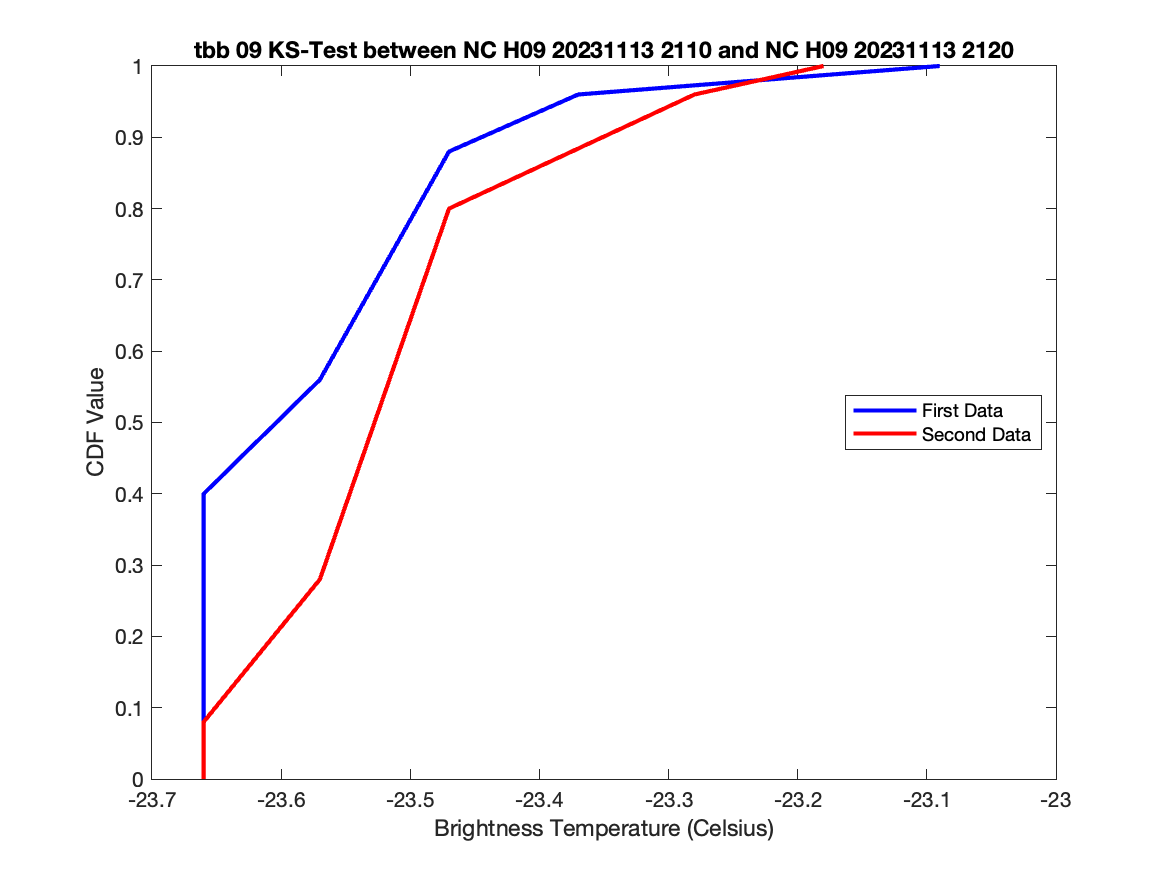 tbb 09 KS-Test between NC H09 20231113 2110 and NC H09 20231113 2120
1
0.9
0.8
0.7
0.6
0.5
0.4
0.3
0.2
0.1
0
CDF Value
First Data
Second Data
-23.7 -23.6 -23.5 -23.4 -23.3 -23.2 -23.1 -23
Brightness Temperature (Celsius)